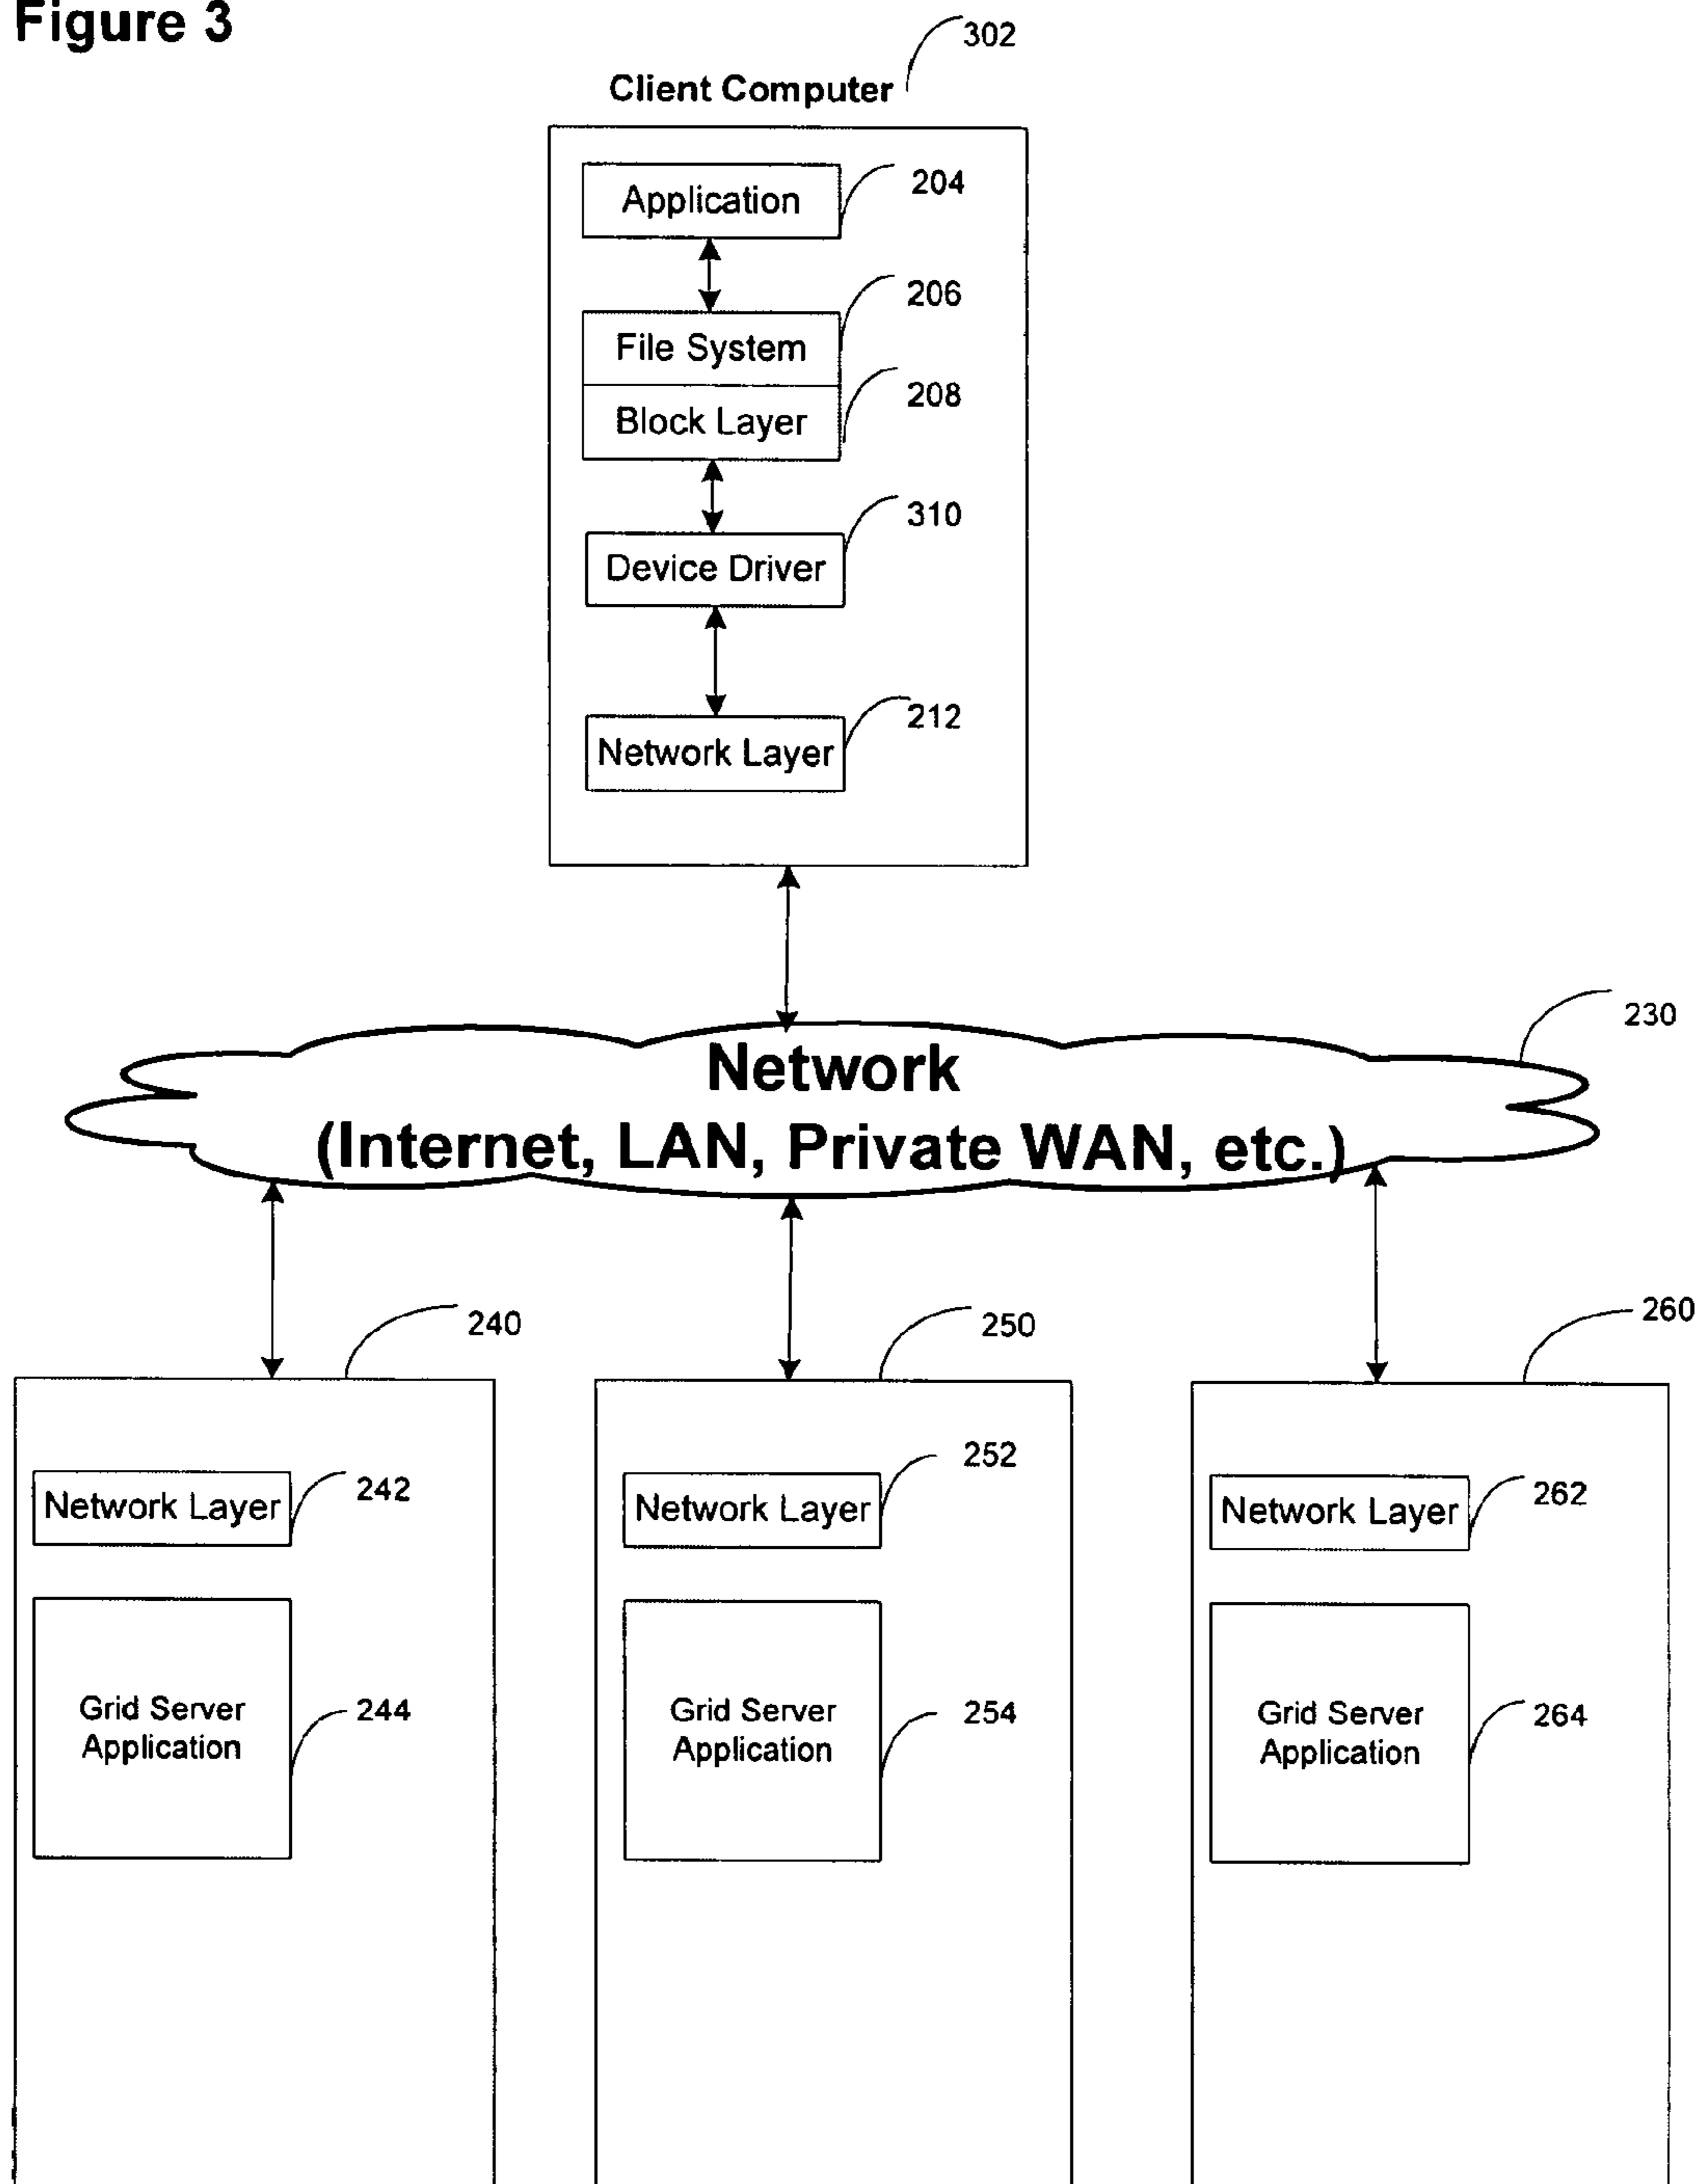 Figure 3
302
Client Computer
Application
204
206
File System
208
Block Layer
310
Device Driver
212
Network Layer
230
Network
(Internet, LAN, Private WAN, etc.)
240
250
260
Network Layer
242
Network Layer
252
Network Layer
262
Grid Server
Application
244
Grid Server
Application
254
Grid Server
Application
264